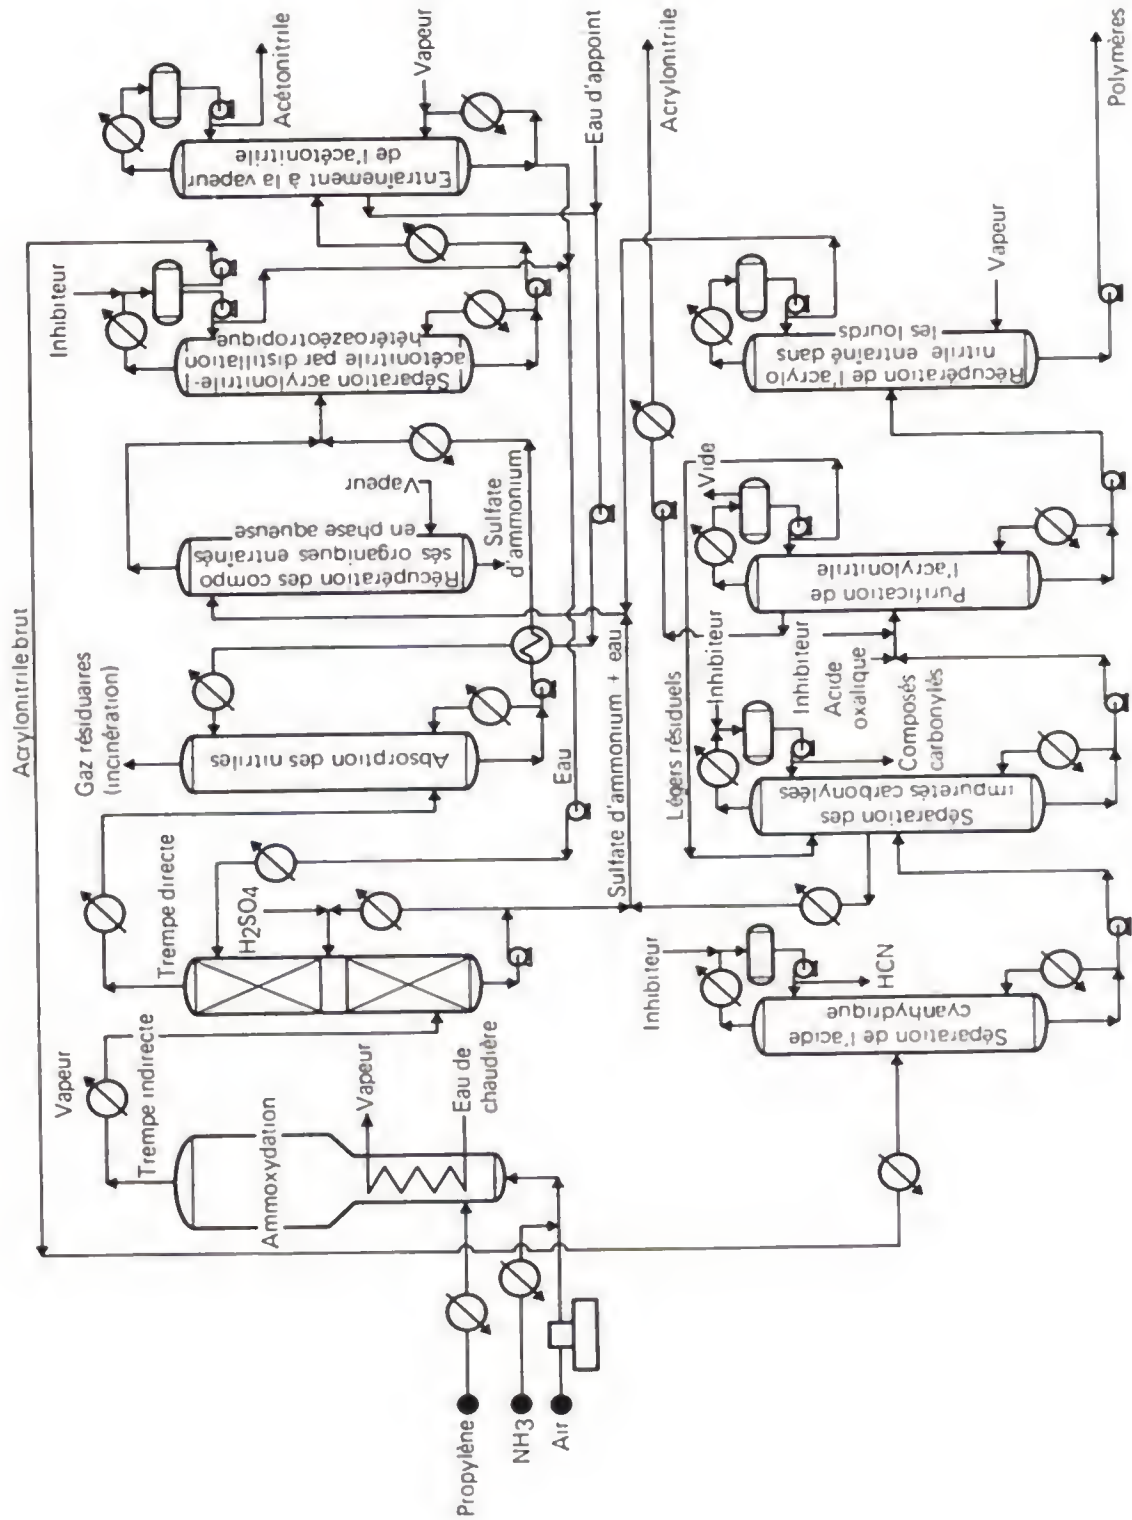 Acrylonitrile brut
Gaz résiduaires
(incinération)
Inhibiteur
Vapeur
Trempe indirecte
Trempe directe
H2SO4
Ammoxydation
Vapeur
Eau de
chaudière
Absorption des nitriles
Récupération des compo
sés organiques entraînés
en phase aqueuse
Vapeur
Sulfate
d'ammonium
Séparation acrylonitrile-
acétonitrile par distillation
hétéroazéotropique
Entraînement à la vapeur
de l'acétonitrile
Acétonitrile
Vapeur
Eau
Eau d'appoint
Propylène
NH3
Air
Sulfate d'ammonium + eau
Acrylonitrile
Inhibiteur
HCN
Séparation de l'acide
cyanhydrique
Légers résiduels
Inhibiteur
Séparation des
impuretés carbonylées
Composés
carbonylés
Inhibiteur
Acide
oxalique
Vide
Purification de
l'acrylonitrile
Récupération de l'acrylo
nitrile entraîné dans
les lourds
Vapeur
Polymères